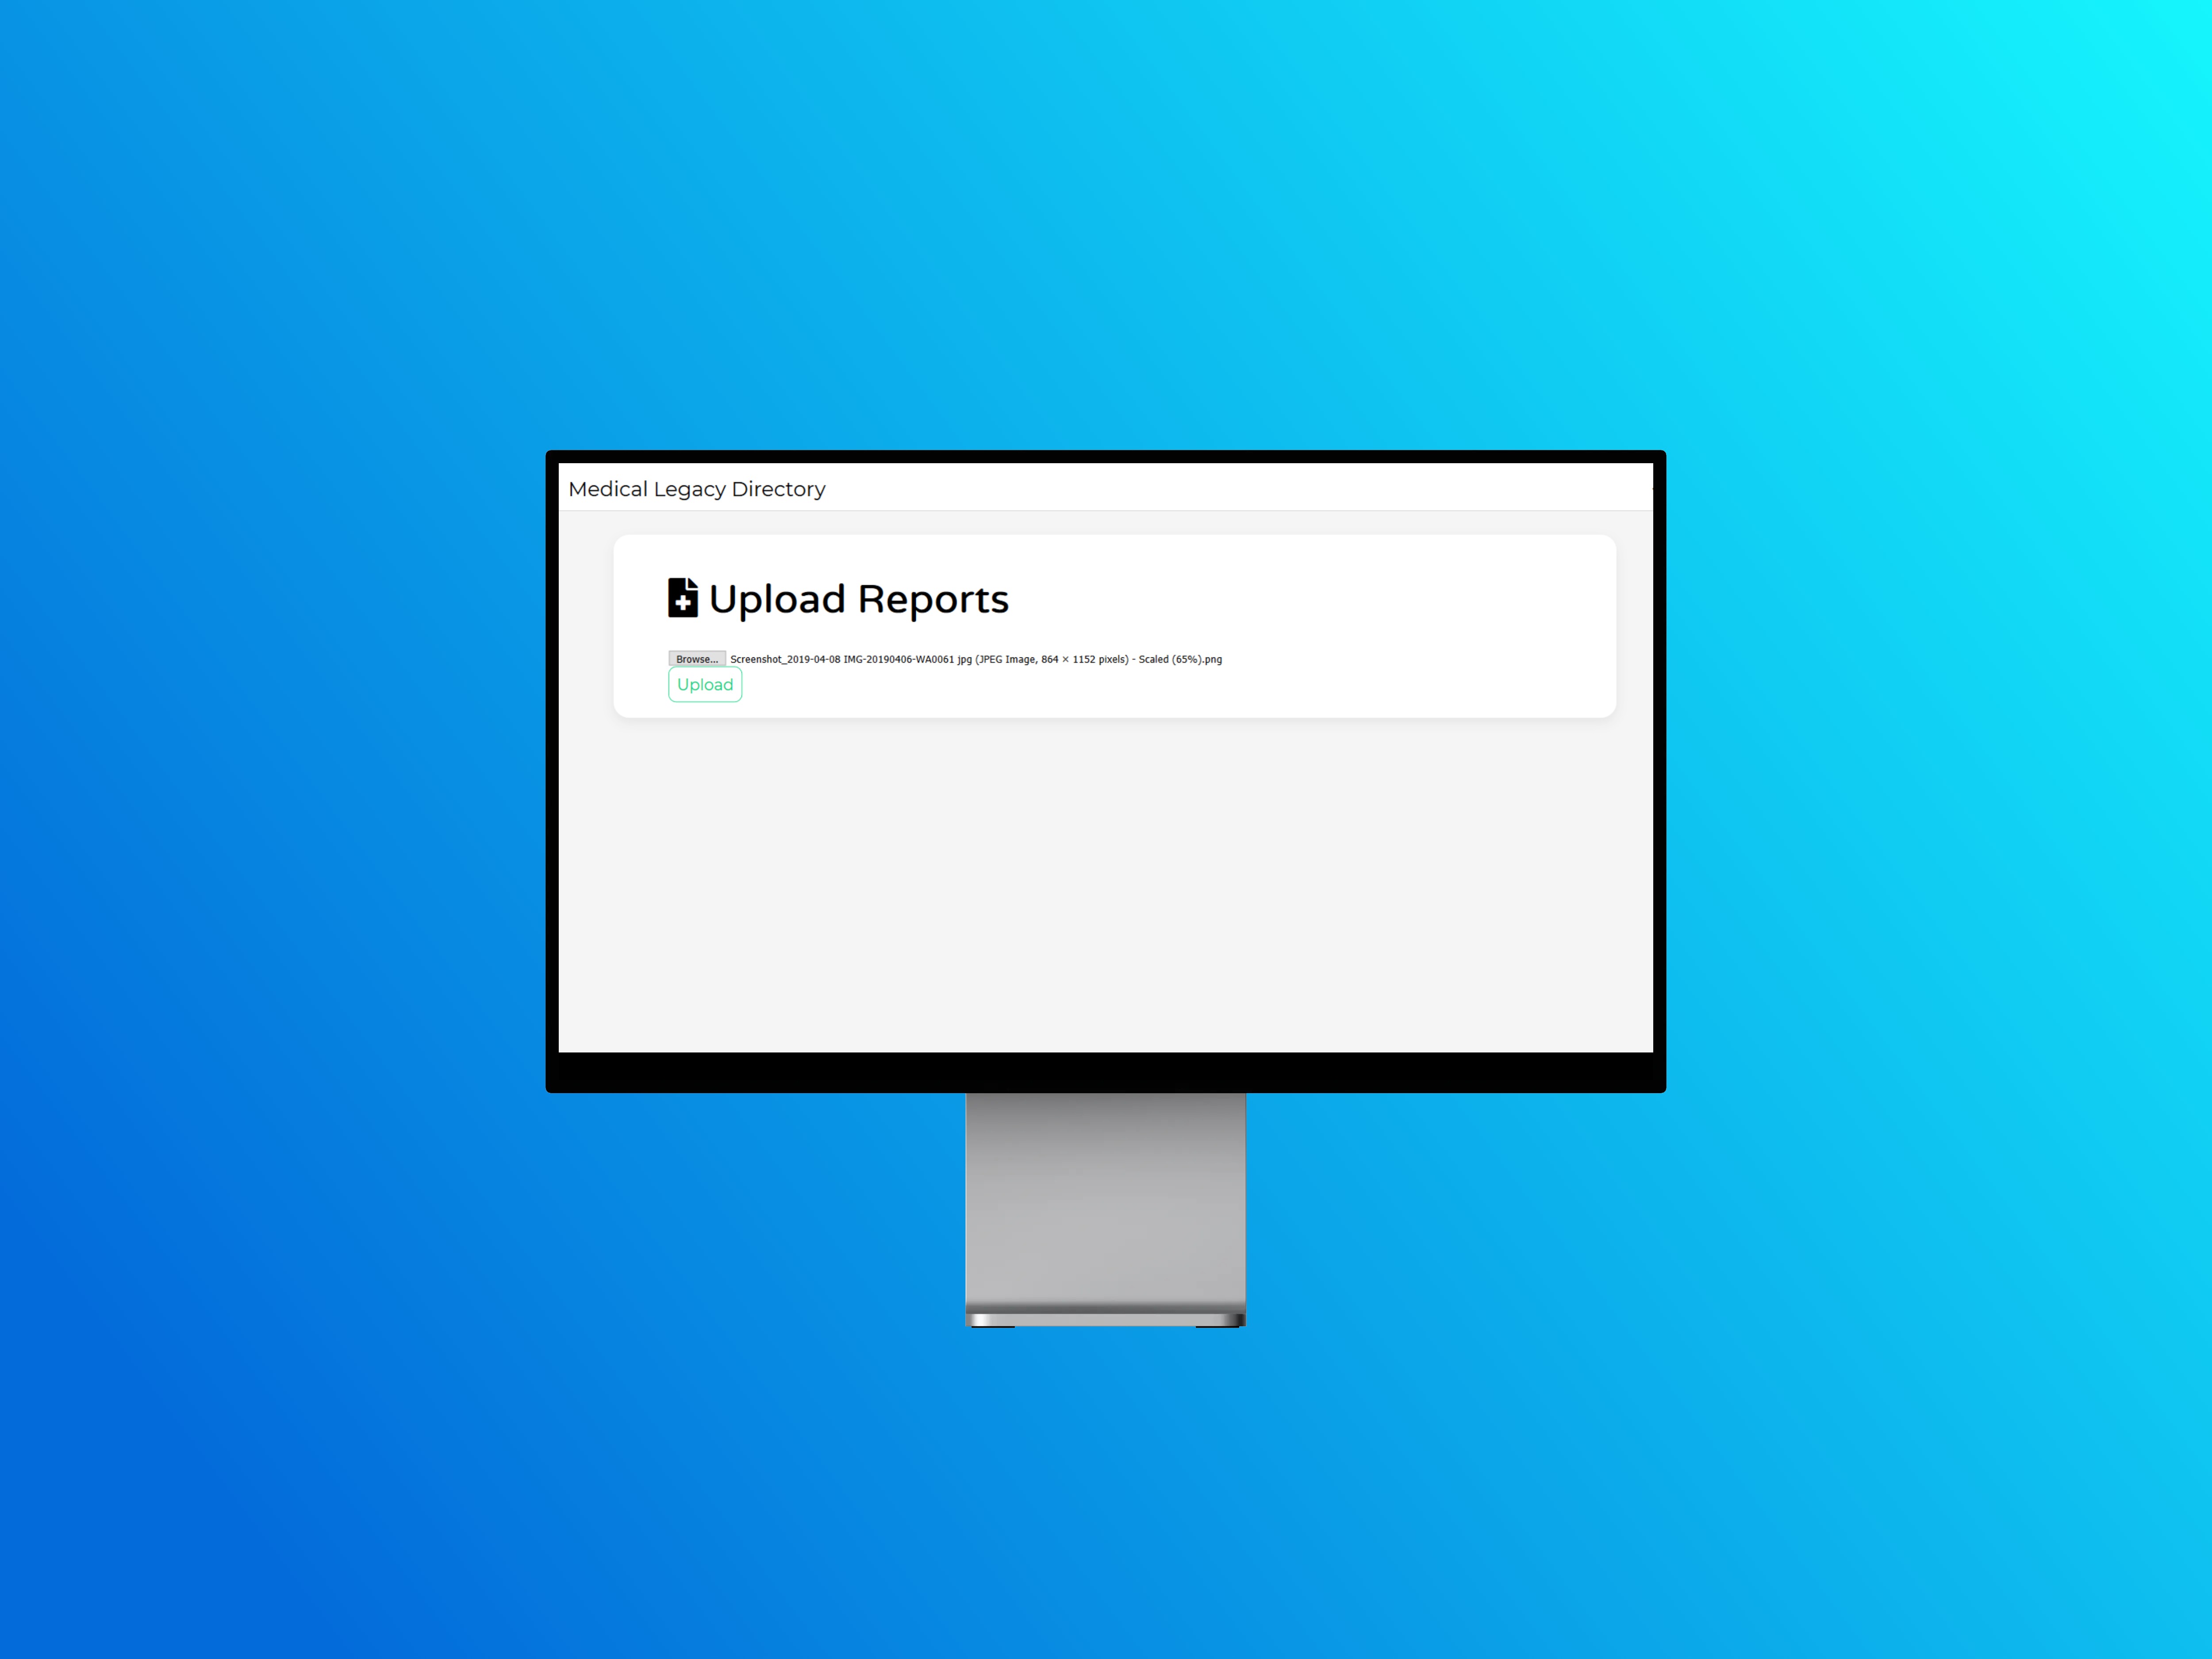 Medical Legacy Directory
Upload Reports
Browse... Screenshot_2019-04-08 IMG-20190406-WA0061 jpg (JPEG Image, 864 × 1152 pixels) - Scaled (65%).png
Upload